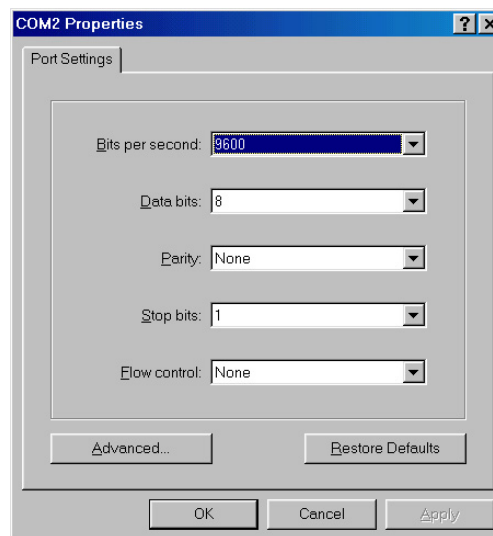 COM2 Properties
Port Settings
Bits per second: 9600
Data bits: 8
Parity: None
Stop bits: 1
Flow control: None
Advanced... Restore Defaults
OK Cancel Apply